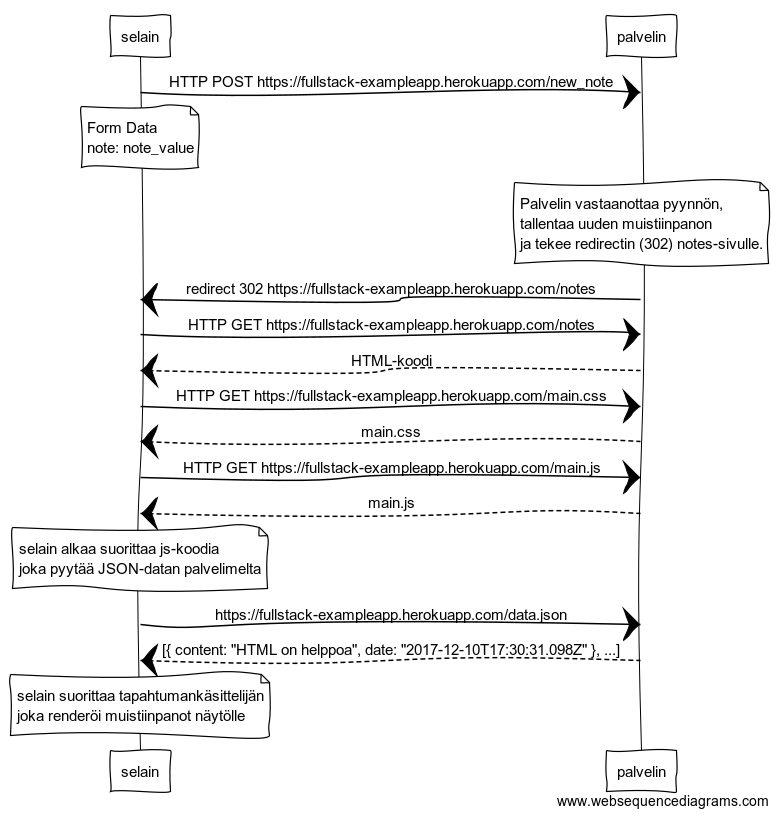 selain
palvelin
HTTP POST https://fullstack-exampleapp.herokuapp.com/new_note
Form Data
note: note_value
Palvelin vastaanottaa pyynnön,
tallentaa uuden muistiinpanon
ja tekee redirectin (302) notes-sivulle.
redirect 302 https://fullstack-exampleapp.herokuapp.com/notes
HTTP GET https://fullstack-exampleapp.herokuapp.com/notes
HTML-koodi
HTTP GET https://fullstack-exampleapp.herokuapp.com/main.css
main.css
HTTP GET https://fullstack-exampleapp.herokuapp.com/main.js
main.js
selain alkaa suorittaa js-koodia
joka pyytää JSON-datan palvelimelta
https://fullstack-exampleapp.herokuapp.com/data.json
[{ content: "HTML on helppoa", date: "2017-12-10T17:30:31.098Z" }, ...]
selain suorittaa tapahtumankäsittelijän
joka renderöi muistiinpanot näytölle
selain
palvelin
www.websequencediagrams.com